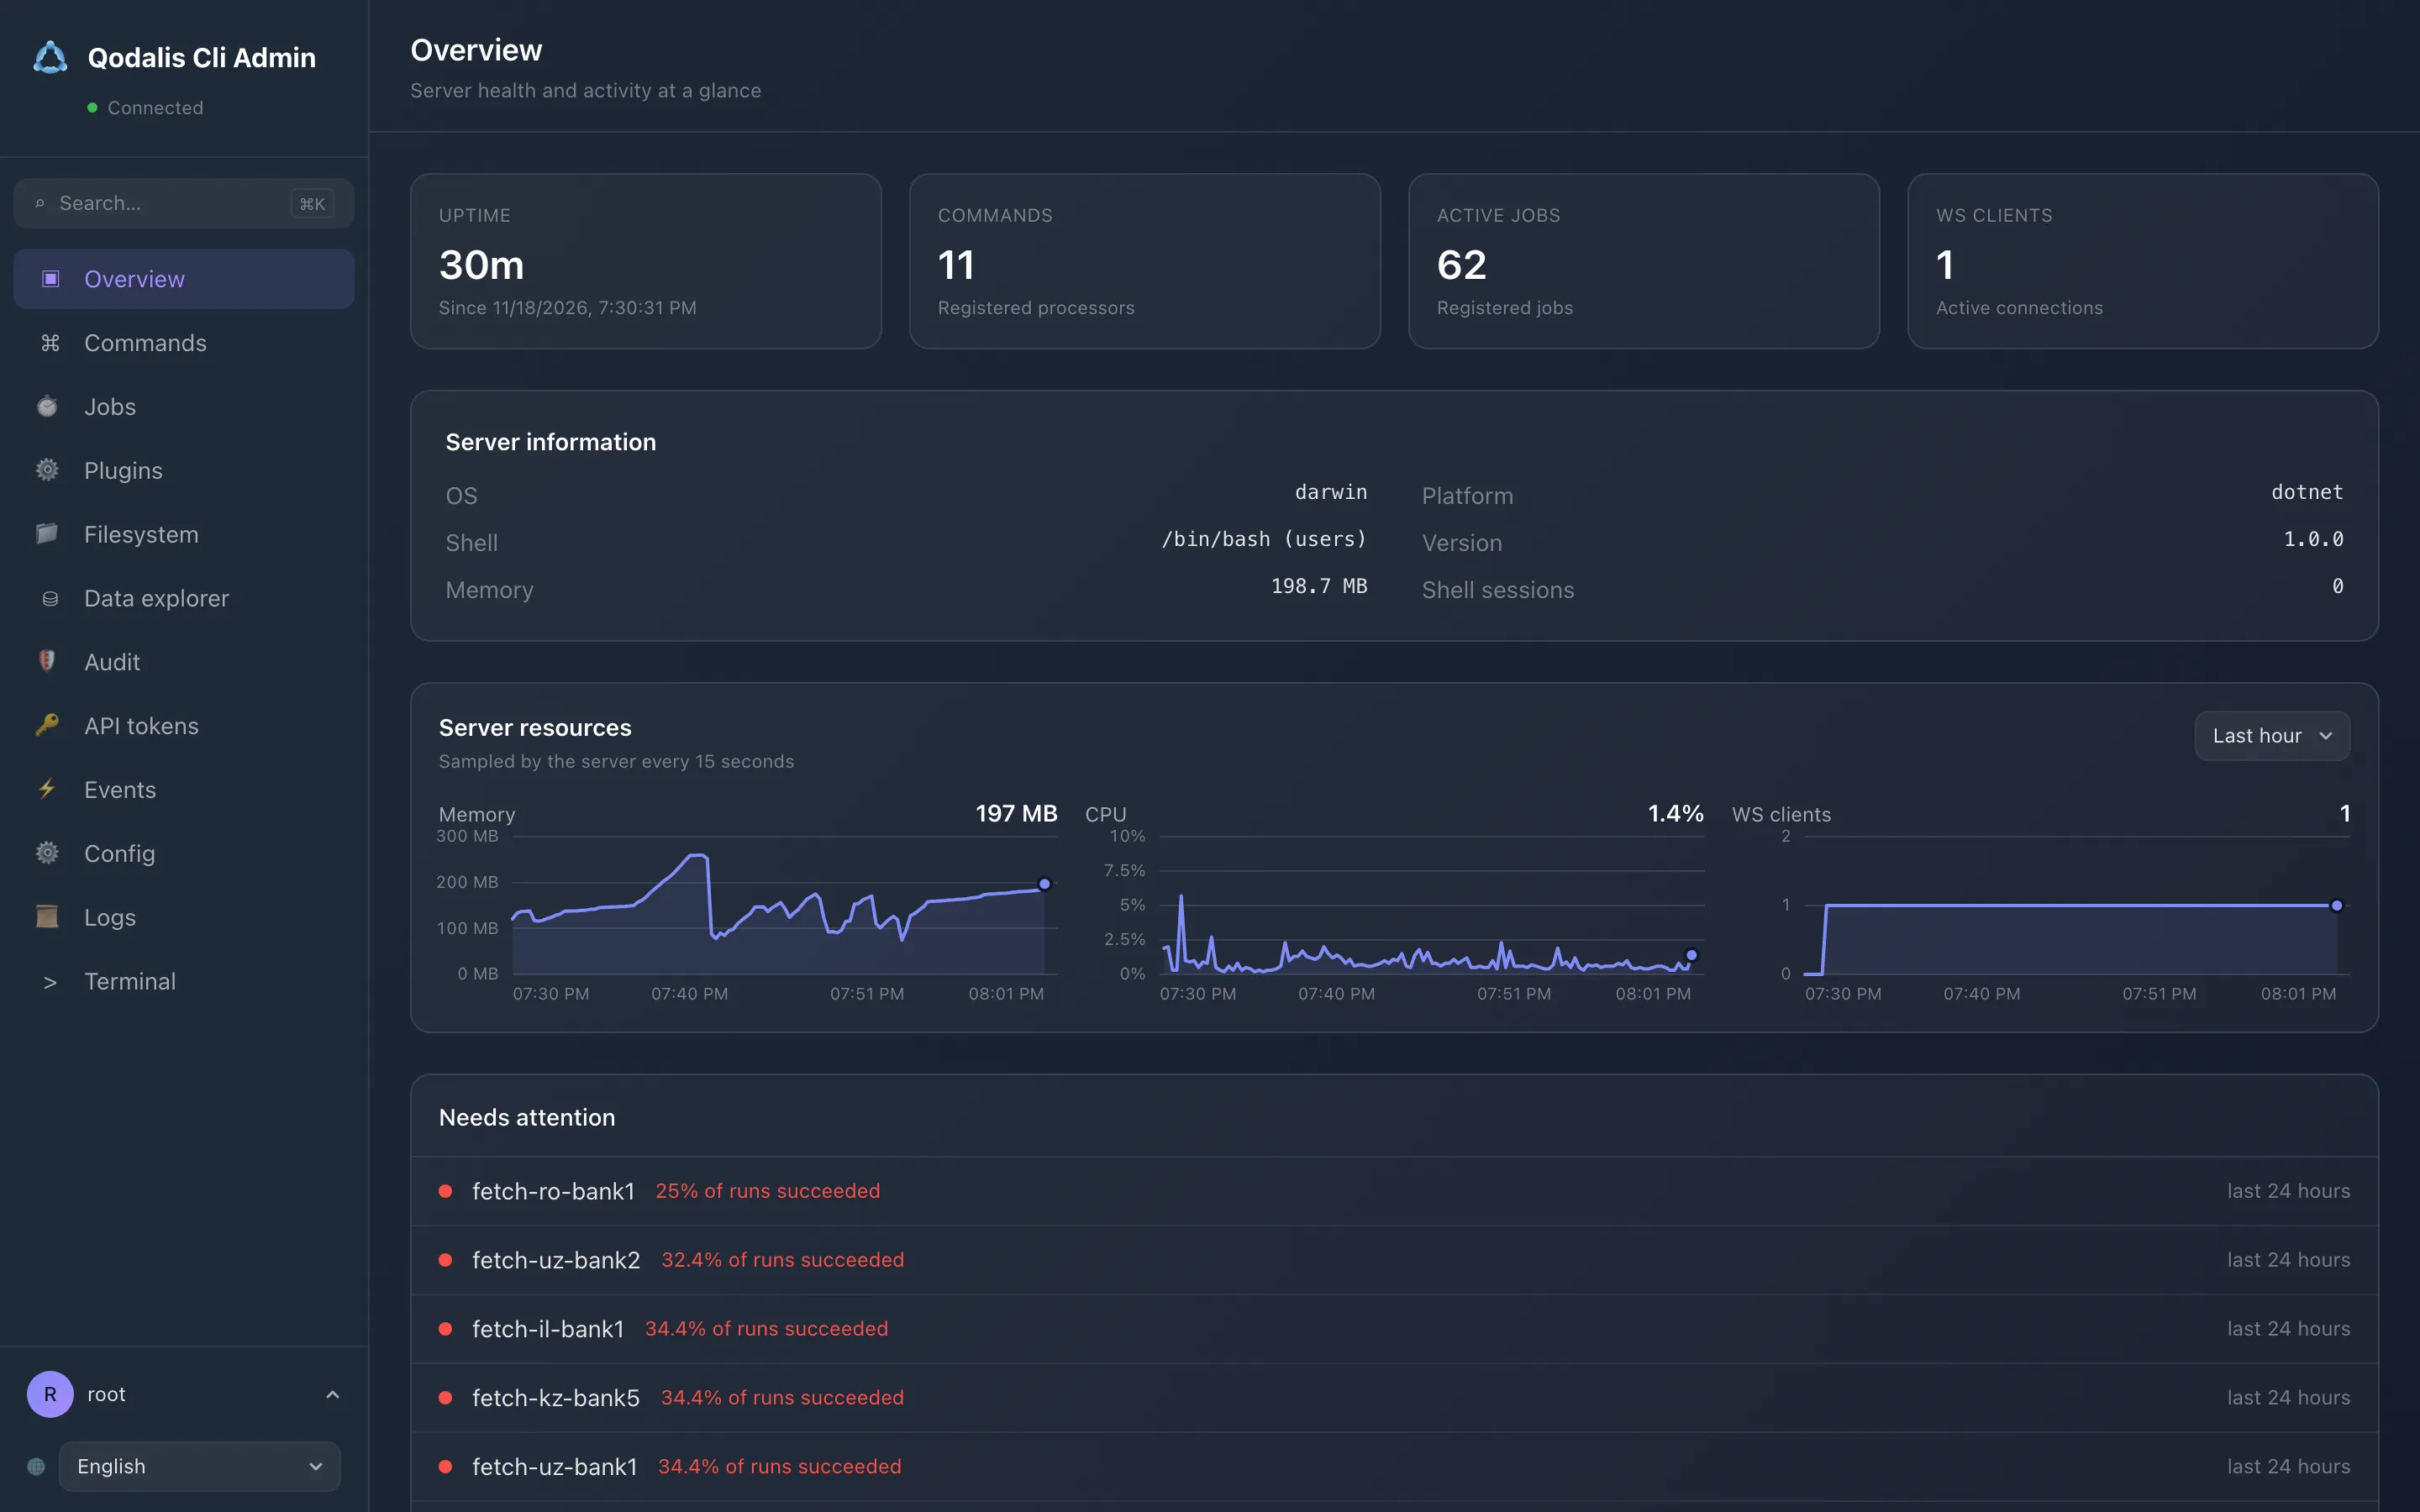 Qodalis Cli Admin
Connected
Search...
⌘K
Overview
Commands
Jobs
Plugins
Filesystem
Data explorer
Audit
API tokens
Events
Config
Logs
Terminal
R
root
English
Overview
Server health and activity at a glance
UPTIME
30m
Since 11/18/2026, 7:30:31 PM
COMMANDS
11
Registered processors
ACTIVE JOBS
62
Registered jobs
WS CLIENTS
1
Active connections
Server information
OS darwin
Platform dotnet
Shell /bin/bash (users)
Version 1.0.0
Memory 198.7 MB
Shell sessions 0
Server resources
Sampled by the server every 15 seconds
Last hour
Memory 197 MB
300 MB
200 MB
100 MB
0 MB
07:30 PM 07:40 PM 07:51 PM 08:01 PM
CPU 1.4%
10%
7.5%
5%
2.5%
0%
07:30 PM 07:40 PM 07:51 PM 08:01 PM
WS clients 1
2
1
0
07:30 PM 07:40 PM 07:51 PM 08:01 PM
Needs attention
fetch-ro-bank1 25% of runs succeeded last 24 hours
fetch-uz-bank2 32.4% of runs succeeded last 24 hours
fetch-il-bank1 34.4% of runs succeeded last 24 hours
fetch-kz-bank5 34.4% of runs succeeded last 24 hours
fetch-uz-bank1 34.4% of runs succeeded last 24 hours